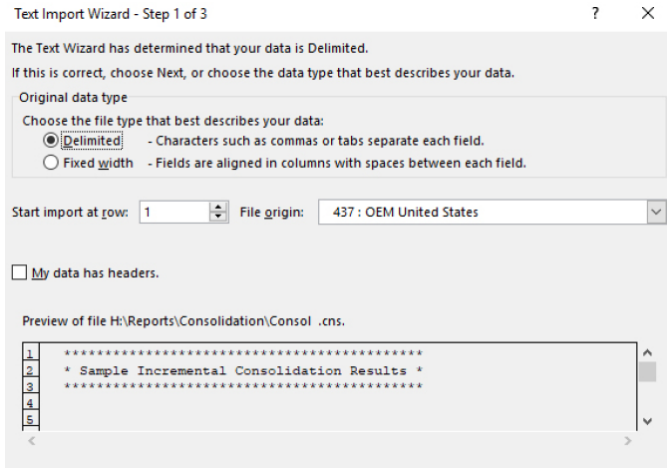 Text Import Wizard - Step 1 of 3 ?
The Text Wizard has determined that your data is Delimited.
If this is correct, choose Next, or choose the data type that best describes your data.
Original data type
Choose the file type that best describes your data:
Delimited - Characters such as commas or tabs separate each field.
Fixed width - Fields are aligned in columns with spaces between each field.
Start import at row: 1 File origin: 437 : OEM United States
My data has headers.
Preview of file H:\Reports\Consolidation\Consol .cns.
1 *********************************************
2 * Sample Incremental Consolidation Results *
3 *********************************************
4
5